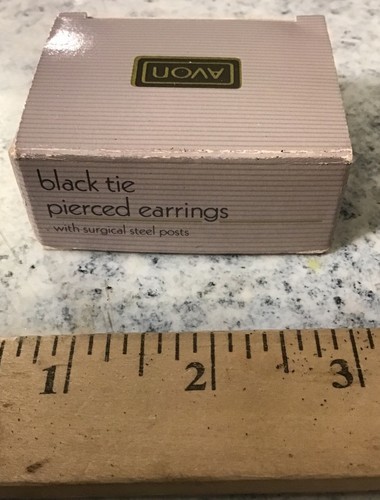 AVON
black tie
pierced earrings
with surgical steel posts
1 2 3